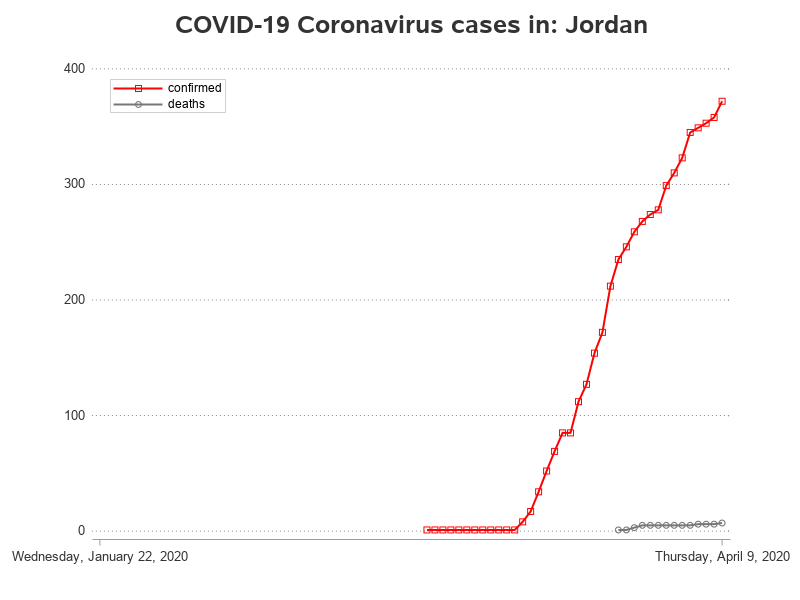 COVID-19 Coronavirus cases in: Jordan
400
confirmed
deaths
300
200
100
0
Wednesday, January 22, 2020
Thursday, April 9, 2020